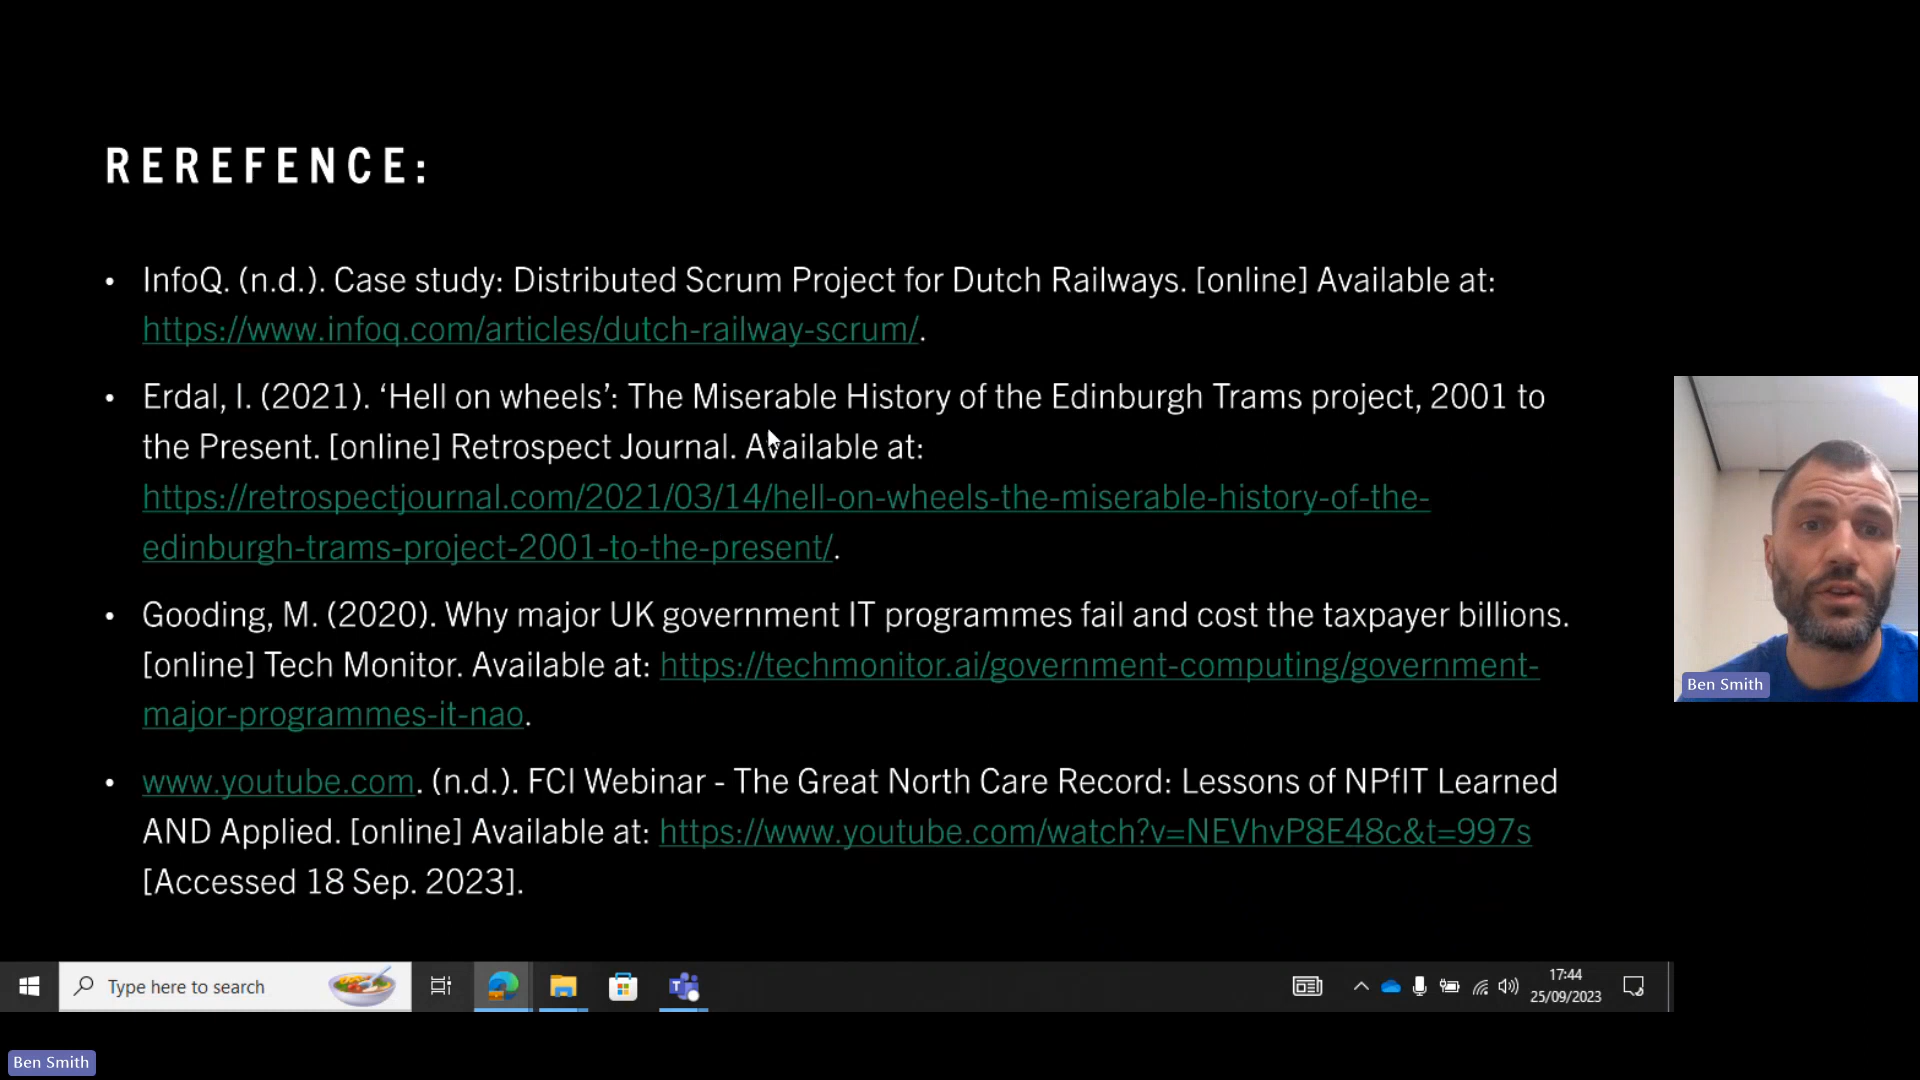 REREFENCE:
• InfoQ. (n.d.). Case study: Distributed Scrum Project for Dutch Railways. [online] Available at:
https://www.infoq.com/articles/dutch-railway-scrum/.
• Erdal, I. (2021). ‘Hell on wheels’: The Miserable History of the Edinburgh Trams project, 2001 to
the Present. [online] Retrospect Journal. Available at:
https://retrospectjournal.com/2021/03/14/hell-on-wheels-the-miserable-history-of-the-
edinburgh-trams-project-2001-to-the-present/.
• Gooding, M. (2020). Why major UK government IT programmes fail and cost the taxpayer billions.
[online] Tech Monitor. Available at: https://techmonitor.ai/government-computing/government-
major-programmes-it-nao.
• www.youtube.com. (n.d.). FCI Webinar - The Great North Care Record: Lessons of NPfIT Learned
AND Applied. [online] Available at: https://www.youtube.com/watch?v=NEVhvP8E48c&t=997s
[Accessed 18 Sep. 2023].
Ben Smith
Type here to search
17:44
25/09/2023
Ben Smith